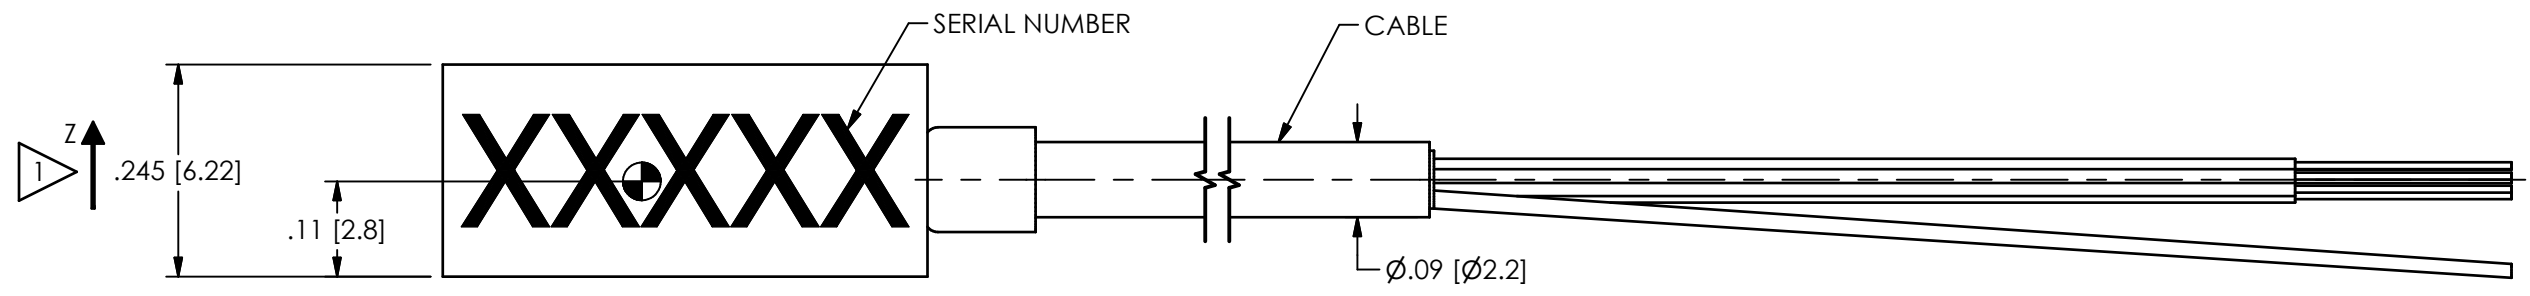 SERIAL NUMBER
CABLE
Z
1
.245 [6.22]
XXXXX
.11 [2.8]
Ø.09 [Ø2.2]